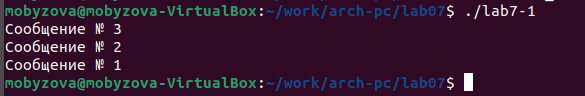 mobyzova@mobyzova-VirtualBox:~/work/arch-pc/lab07$ ./lab7-1
Сообщение № 3
Сообщение № 2
Сообщение № 1
mobyzova@mobyzova-VirtualBox:~/work/arch-pc/lab07$